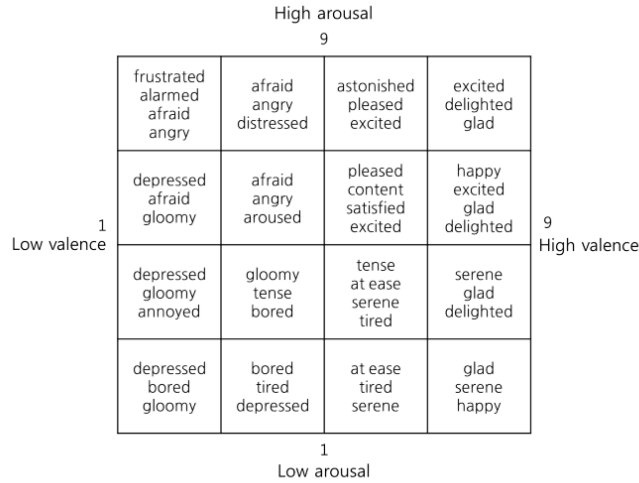 High arousal
9
frustrated
alarmed
afraid
angry
afraid
angry
distressed
astonished
pleased
excited
excited
delighted
glad
depressed
afraid
gloomy
afraid
angry
aroused
pleased
content
satisfied
excited
happy
excited
glad
delighted
1
Low valence
9
High valence
depressed
gloomy
annoyed
gloomy
tense
bored
tense
at ease
serene
tired
serene
glad
delighted
depressed
bored
gloomy
bored
tired
depressed
at ease
tired
serene
glad
serene
happy
1
Low arousal